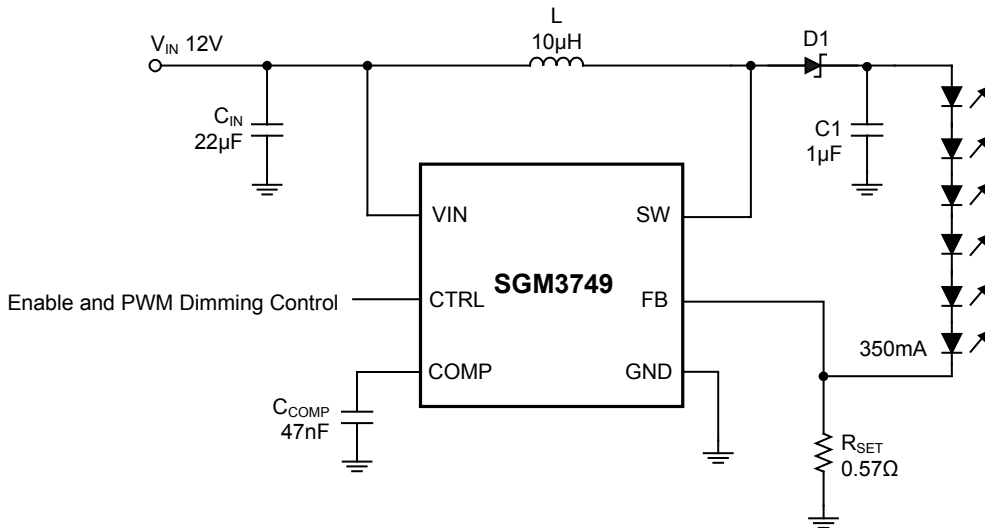 L
10µH
D1
VIN 12V
CIN
22µF
C1
1µF
VIN
SW
SGM3749
Enable and PWM Dimming Control
CTRL
FB
350mA
COMP
GND
CCOMP
47nF
RSET
0.57Ω